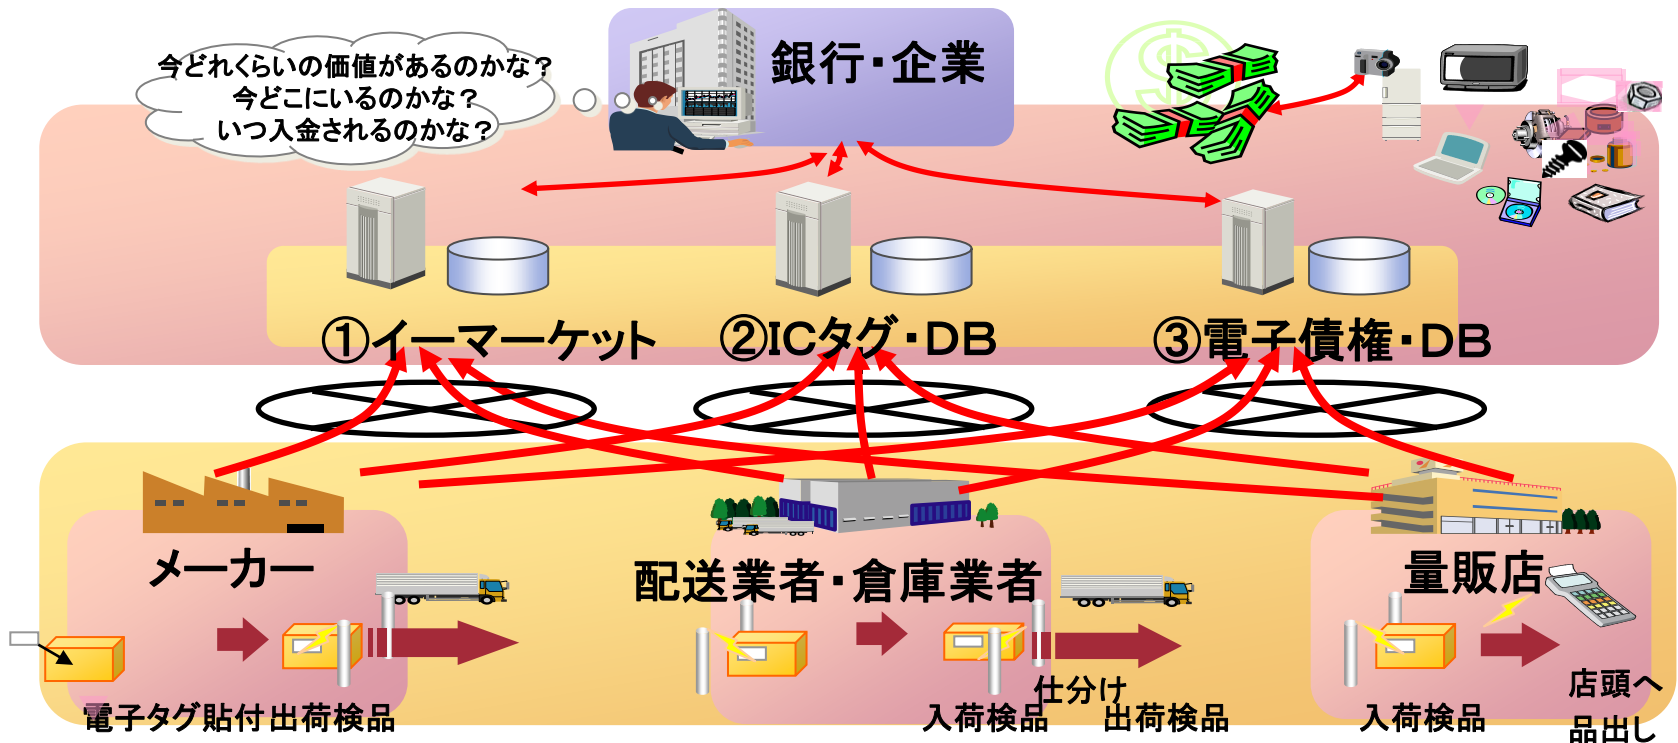 今どれくらいの価値があるのかな?
今どこにいるのかな?
いつ入金されるのかな?
銀行・企業
①イーマーケット
②ICタグ・DB
③電子債権・DB
メーカー
配送業者・倉庫業者
量販店
電子タグ貼付
出荷検品
入荷検品
仕分け
出荷検品
入荷検品
店頭へ
品出し